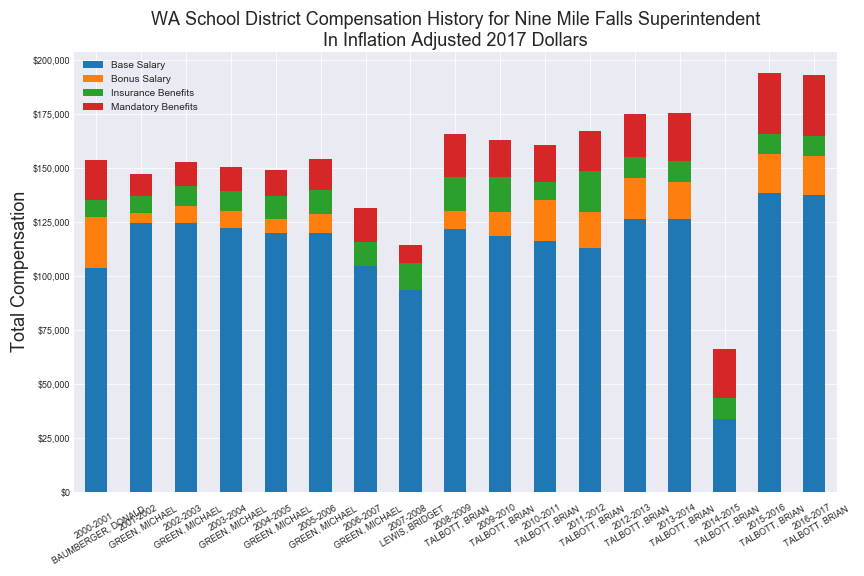 WA School District Compensation History for Nine Mile Falls Superintendent
In Inflation Adjusted 2017 Dollars
Base Salary
Bonus Salary
Insurance Benefits
Mandatory Benefits
Total Compensation
$200,000
$175,000
$150,000
$125,000
$100,000
$75,000
$50,000
$25,000
$0
2000-2001
BAUMBERGER, DONALD
2001-2002
GREEN, MICHAEL
2002-2003
GREEN, MICHAEL
2003-2004
GREEN, MICHAEL
2004-2005
GREEN, MICHAEL
2005-2006
GREEN, MICHAEL
2006-2007
GREEN, MICHAEL
2007-2008
LEWIS, BRIDGET
2008-2009
TALBOTT, BRIAN
2009-2010
TALBOTT, BRIAN
2010-2011
TALBOTT, BRIAN
2011-2012
TALBOTT, BRIAN
2012-2013
TALBOTT, BRIAN
2013-2014
TALBOTT, BRIAN
2014-2015
TALBOTT, BRIAN
2015-2016
TALBOTT, BRIAN
2016-2017
TALBOTT, BRIAN